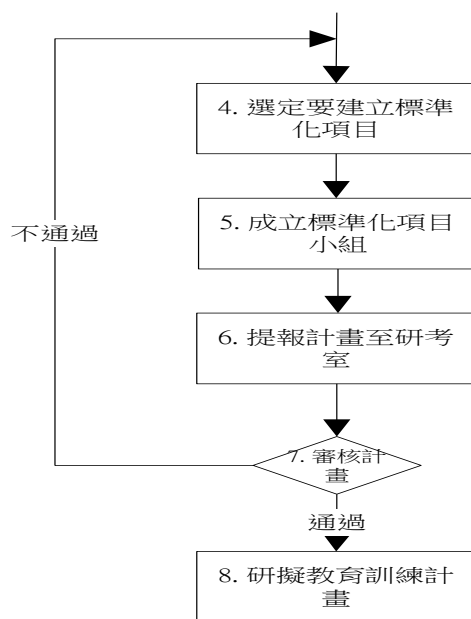 4. 選定要建立標準
化項目
5. 成立標準化項目
小組
不通過
6. 提報計畫至研考
室
7. 審核計
畫
通過
8. 研擬教育訓練計
畫